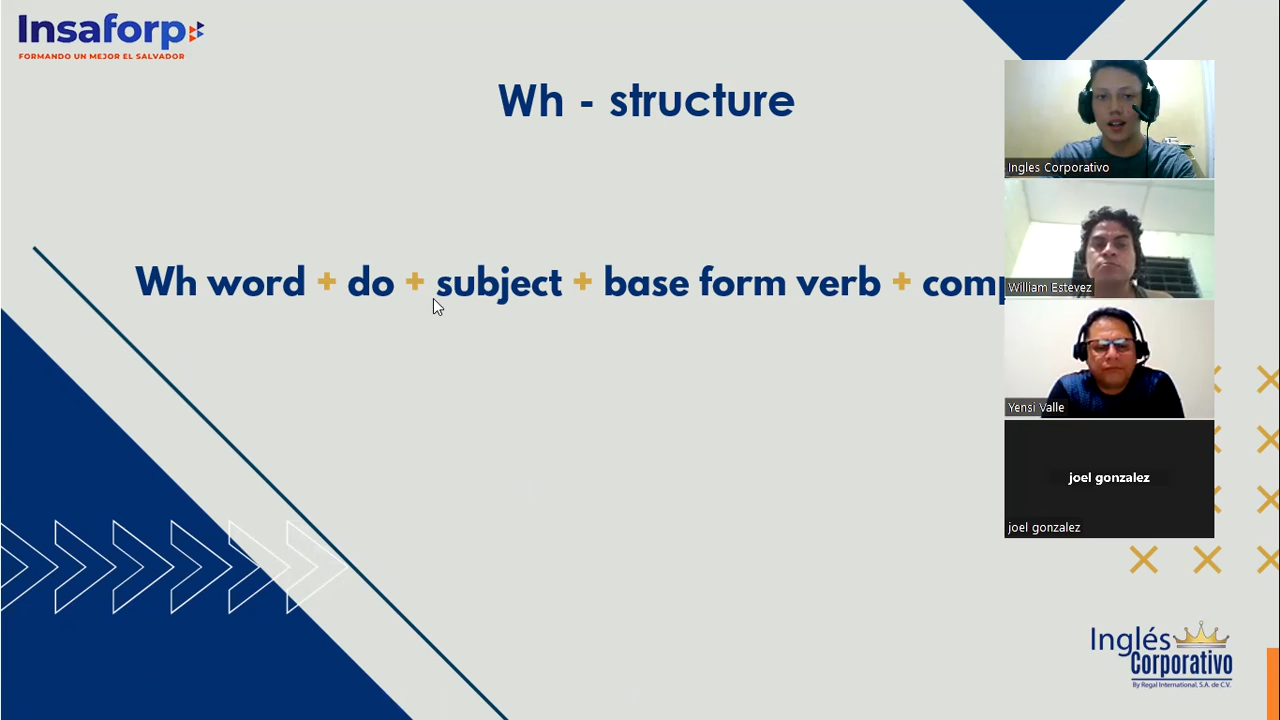 Insaforp
FORMANDO UN MEJOR EL SALVADOR
Wh - structure
Wh word + do + subject + base form verb + comp
Ingles Corporativo
William Estevez
Yensi Valle
joel gonzalez
joel gonzalez
Inglés
Corporativo
By Regal International, S.A. de C.V.